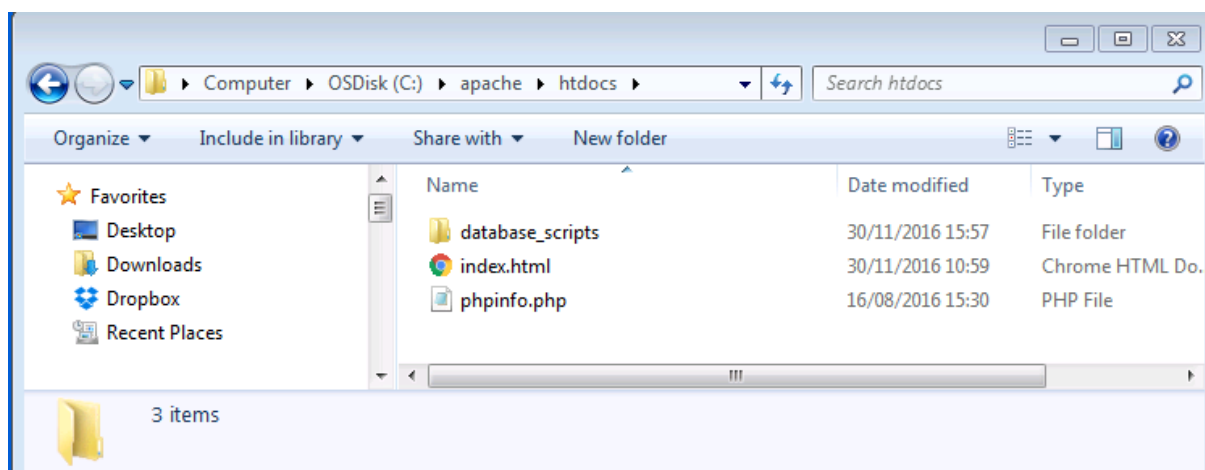 Computer OSDisk (C:) apache htdocs Search htdocs
Organize Include in library Share with New folder
Favorites Name Date modified Type
Desktop database_scripts 30/11/2016 15:57 File folder
Downloads index.html 30/11/2016 10:59 Chrome HTML Do.
Dropbox phpinfo.php 16/08/2016 15:30 PHP File
Recent Places
3 items